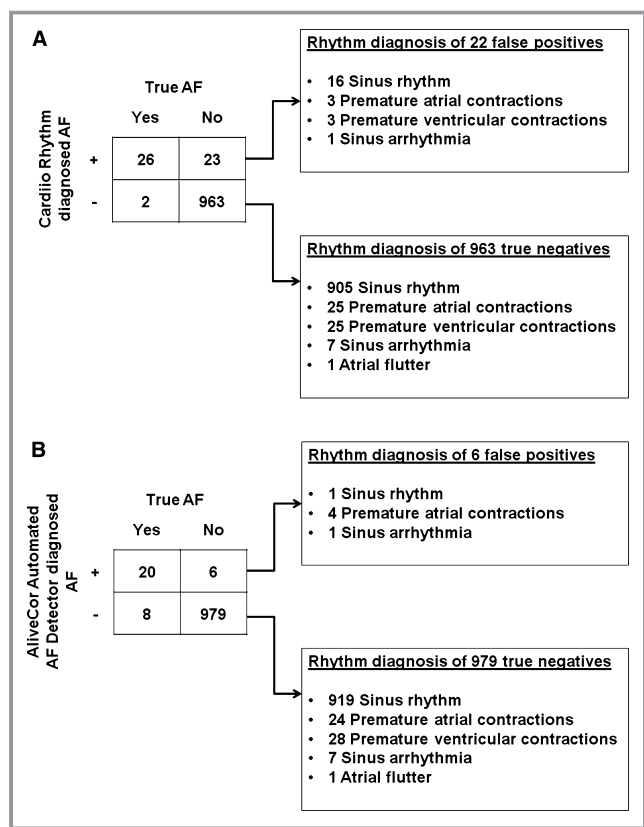 A
Rhythm diagnosis of 22 false positives
• 16 Sinus rhythm
• 3 Premature atrial contractions
• 3 Premature ventricular contractions
• 1 Sinus arrhythmia
True AF
Yes No
Cardiio Rhythm
diagnosed AF
+ 26 23
- 2 963
Rhythm diagnosis of 963 true negatives
• 905 Sinus rhythm
• 25 Premature atrial contractions
• 25 Premature ventricular contractions
• 7 Sinus arrhythmia
• 1 Atrial flutter
B
Rhythm diagnosis of 6 false positives
• 1 Sinus rhythm
• 4 Premature atrial contractions
• 1 Sinus arrhythmia
True AF
Yes No
AliveCor Automated
AF Detector diagnosed
AF
+ 20 6
- 8 979
Rhythm diagnosis of 979 true negatives
• 919 Sinus rhythm
• 24 Premature atrial contractions
• 28 Premature ventricular contractions
• 7 Sinus arrhythmia
• 1 Atrial flutter